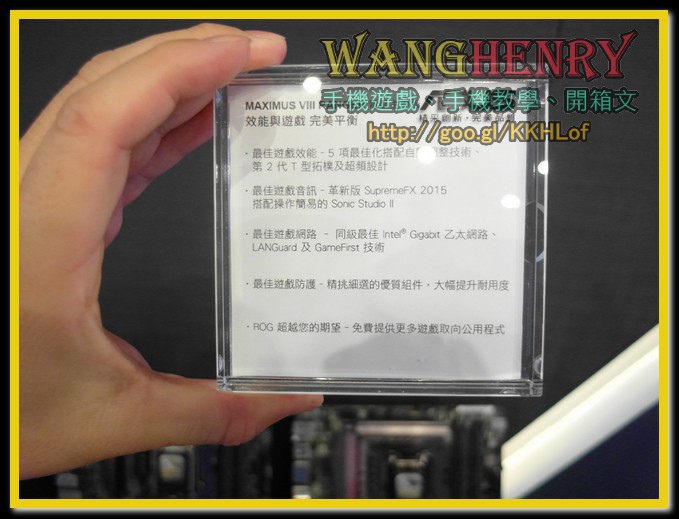 WANGHENRY
手機遊戲、手機教學、開箱文
http://goo.gl/KKHLof
MAXIMUS VIII
效能與遊戲 完美平衡
精采創新·完美品質
·最佳遊戲效能 - 5 項最佳化搭配自動調整技術、
第 2 代 T 型拓樸及超頻設計
·最佳遊戲音訊 - 革新版 SupremeFX 2015
搭配操作簡易的 Sonic Studio II
·最佳遊戲網路 - 同級最佳 Intel® Gigabit 乙太網路、
LANGuard 及 GameFirst 技術
·最佳遊戲防護 - 精挑細選的優質組件，大幅提升耐用度
·ROG 超越您的期望 - 免費提供更多遊戲取向公用程式